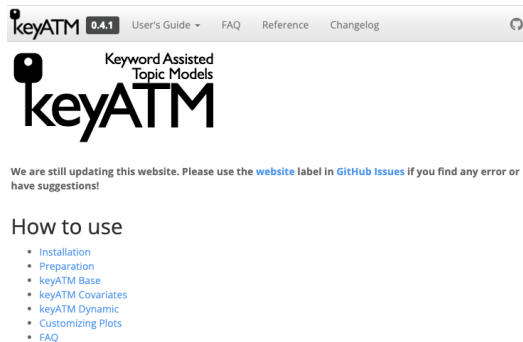 keyATM 0.4.1 User's Guide FAQ Reference Changelog
Keyword Assisted
Topic Models
keyATM
We are still updating this website. Please use the website label in GitHub Issues if you find any error or
have suggestions!
How to use
Installation
Preparation
keyATM Base
keyATM Covariates
keyATM Dynamic
Customizing Plots
FAQ